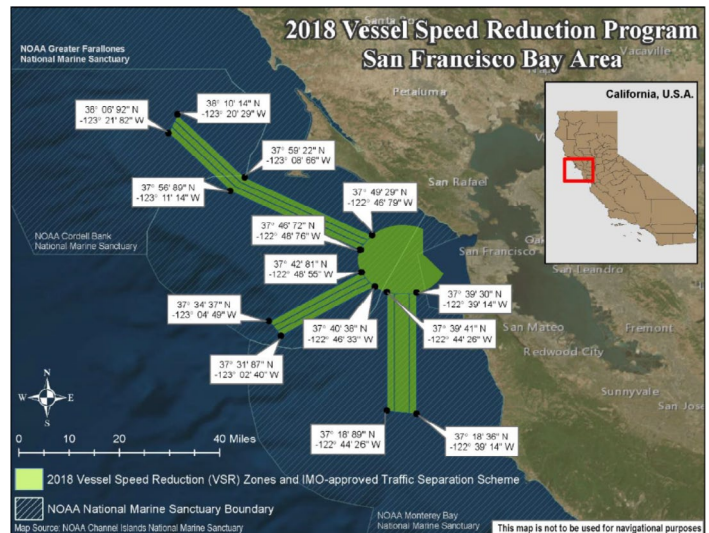 2018 Vessel Speed Reduction Program
San Francisco Bay Area
NOAA Greater Farallones
National Marine Sanctuary
Santa Rosa
Vacaville
Petaluma
California, U.S.A.
38° 06' 92" N
-123° 21' 82" W
38° 10' 14" N
-123° 20' 29" W
37° 59' 22" N
-123° 08' 66" W
37° 56' 89" N
-123° 11' 14" W
37° 49' 29" N
-122° 46' 79" W
San Rafael
37° 46' 72" N
-122° 48' 76" W
NOAA Cordell Bank
National Marine Sanctuary
San Francisco
37° 42' 81" N
-122° 48' 55" W
San Leandro
37° 34' 37" N
-123° 04' 49" W
37° 39' 30" N
-122° 39' 14" W
37° 40' 38" N
-122° 46' 33" W
37° 39' 41" N
-122° 44' 26" W
San Mateo
Fremont
37° 31' 87" N
-123° 02' 40" W
Redwood City
Sunnyvale
San Jose
N
W E
S
37° 18' 89" N
-122° 44' 26" W
37° 18' 36" N
-122° 39' 14" W
0 20 40 Miles
2018 Vessel Speed Reduction (VSR) Zones and IMO-approved Traffic Separation Scheme
NOAA National Marine Sanctuary Boundary
Map Source: NOAA Channel Islands National Marine Sanctuary
NOAA Monterey Bay
National Marine Sanctuary
This map is not to be used for navigational purposes